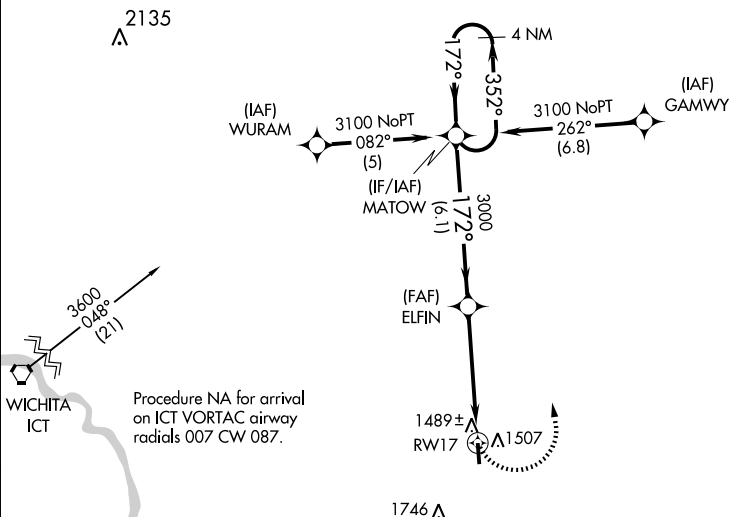 2135
4 NM
172°
352°
(IAF)
WURAM
3100 NoPT
082°
(5)
(IAF)
GAMWY
3100 NoPT
262°
(6.8)
(IF/IAF)
MATOW
3000
172°
(6.1)
(FAF)
ELFIN
3600
048°
(21)
WICHITA
ICT
Procedure NA for arrival
on ICT VORTAC airway
radials 007 CW 087.
1489±
RW17
1507
1746